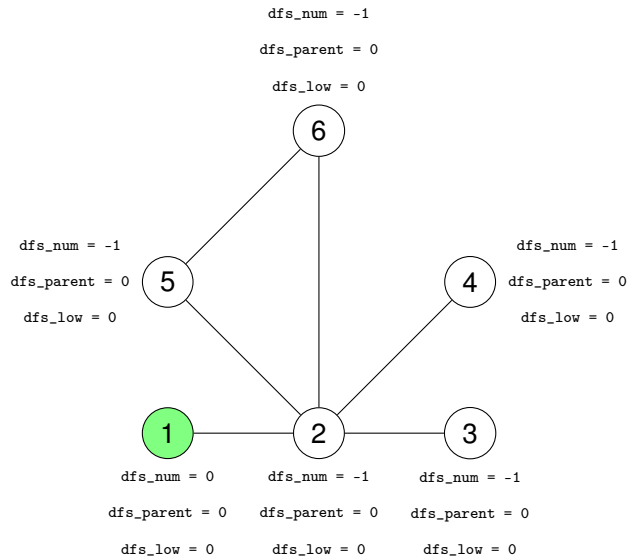 dfs_num = -1
dfs_parent = 0
dfs_low = 0
6
dfs_num = -1
dfs_parent = 0
dfs_low = 0
5
4
dfs_num = -1
dfs_parent = 0
dfs_low = 0
1
2
3
dfs_num = 0
dfs_parent = 0
dfs_low = 0
dfs_num = -1
dfs_parent = 0
dfs_low = 0
dfs_num = -1
dfs_parent = 0
dfs_low = 0